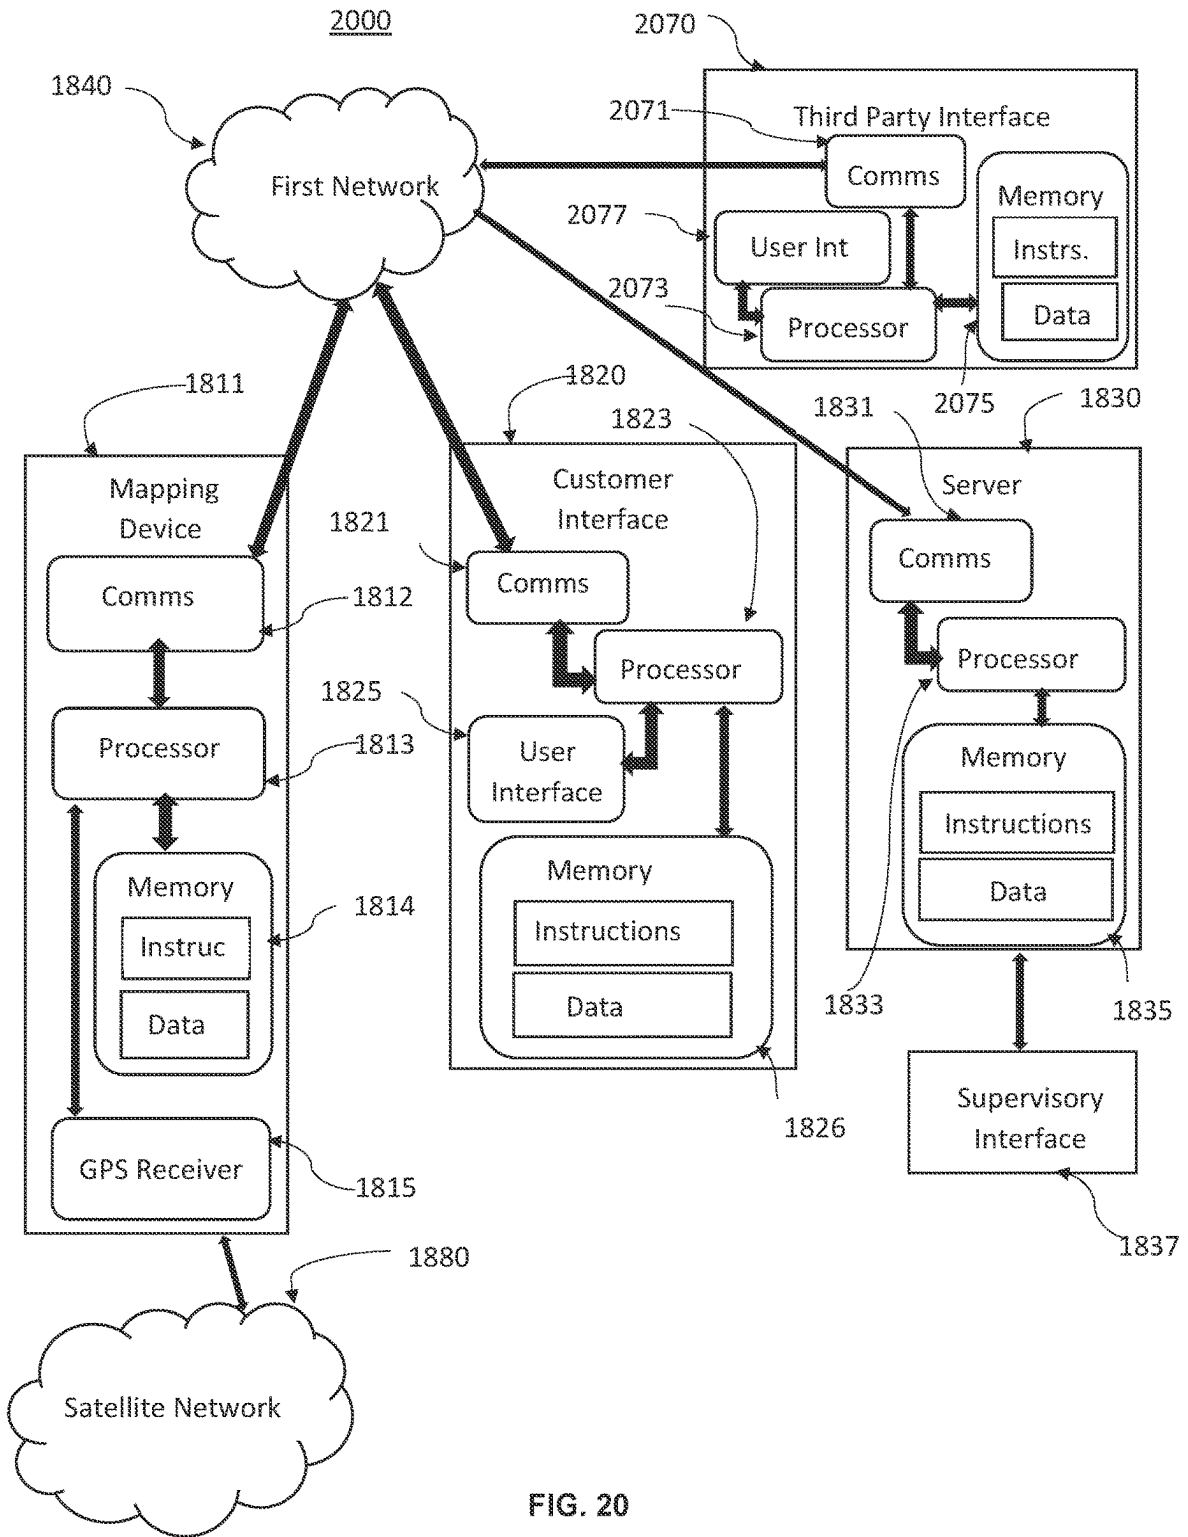 2000
2070
1840
2071
Third Party Interface
First Network
Comms
Memory
2077
User Int
Instrs.
2073
Processor
Data
1811
1820
2075
1830
1823
1831
Mapping
Device
Customer
Interface
Server
1821
Comms
1812
Comms
Comms
Processor
Processor
1825
Processor
1813
User
Interface
Memory
Instructions
Memory
Memory
Data
1814
Instruc
Instructions
Data
Data
1833
1835
1826
Supervisory
Interface
GPS Receiver
1815
1837
1880
Satellite Network
FIG. 20